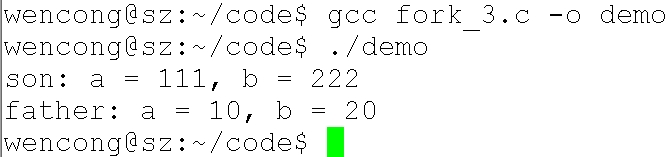 wencong@sz:~/code$ gcc fork_3.c -o demo
wencong@sz:~/code$ ./demo
son: a = 111, b = 222
father: a = 10, b = 20
wencong@sz:~/code$